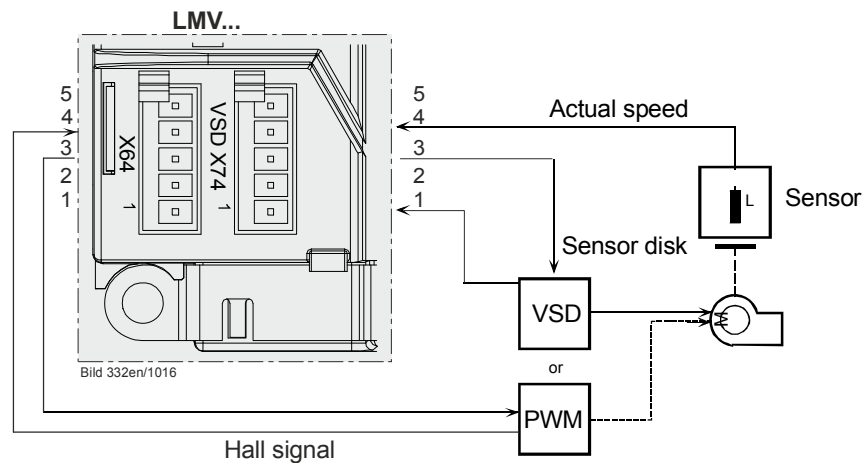 LMV...
5
4
3
2
1
X64
1
VSD X74
1
5
4
3
2
1
Actual speed
L
Sensor
Sensor disk
VSD
M
or
PWM
Bild 332en/1016
Hall signal